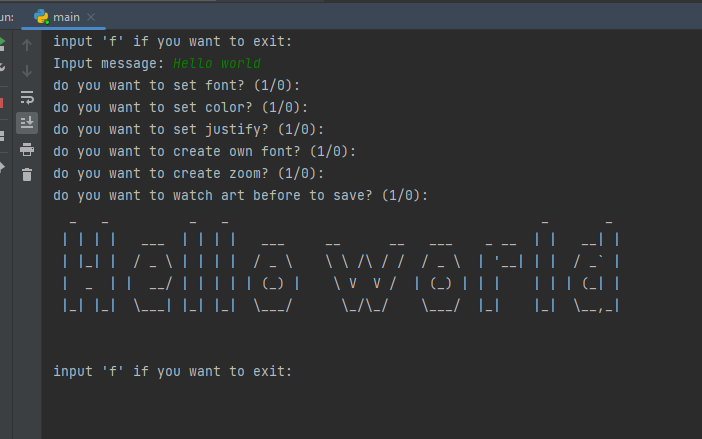 un:
main
input 'f' if you want to exit:
Input message: Hello world
do you want to set font? (1/0):
do you want to set color? (1/0):
do you want to set justify? (1/0):
do you want to create own font? (1/0):
do you want to create zoom? (1/0):
do you want to watch art before to save? (1/0):
Hello world
input 'f' if you want to exit: